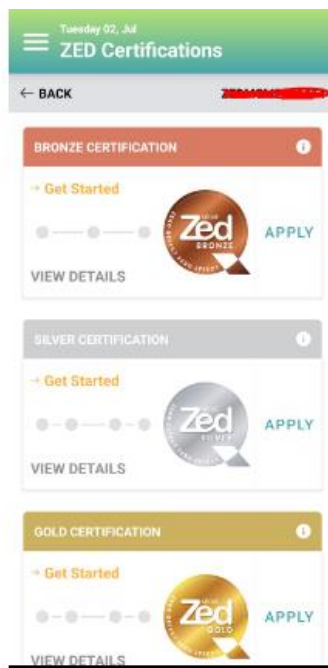 Tuesday 02, Jul
ZED Certifications
← BACK
BRONZE CERTIFICATION
→ Get Started
Zed
BRONZE
APPLY
VIEW DETAILS
SILVER CERTIFICATION
→ Get Started
Zed
SILVER
APPLY
VIEW DETAILS
GOLD CERTIFICATION
→ Get Started
Zed
GOLD
APPLY
VIEW DETAILS